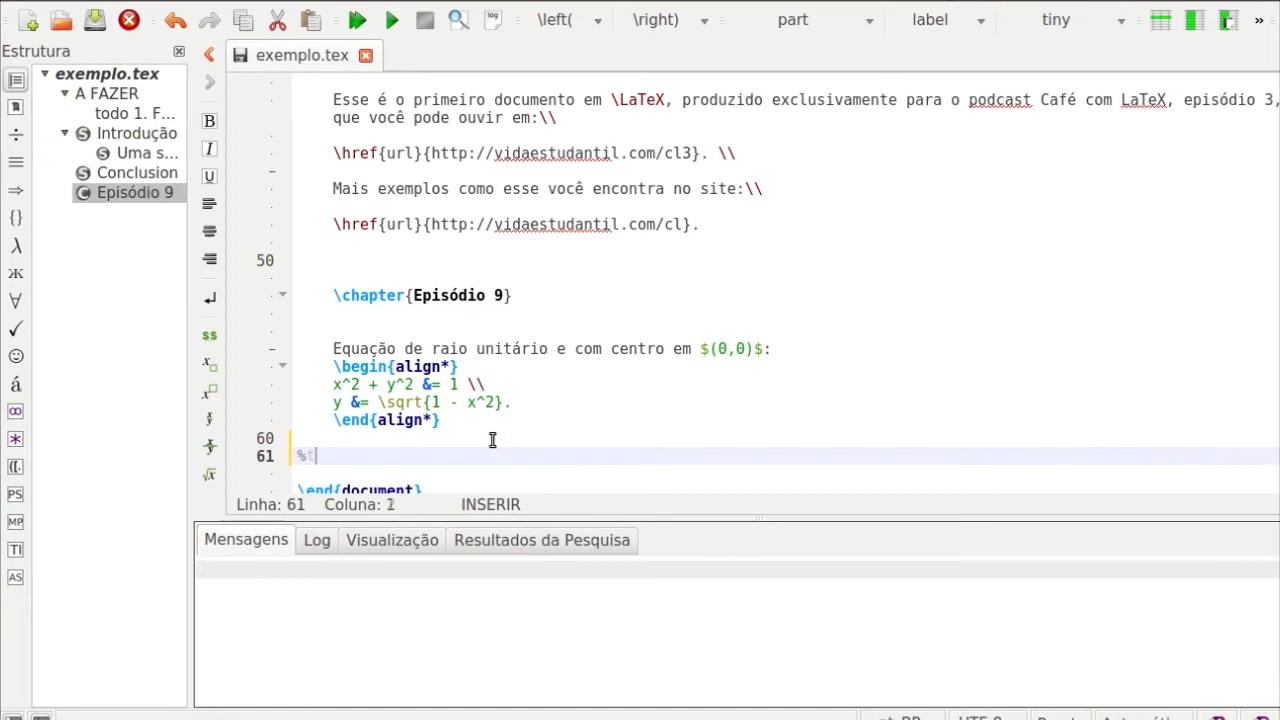 log
\left(
\right)
part
label
tiny
»
Estrutura
exemplo.tex
exemplo.tex
A FAZER
todo 1. F...
Introdução
Uma s...
Conclusion
Episódio 9
Esse é o primeiro documento em \LaTeX, produzido exclusivamente para o podcast Café com LaTeX, episódio 3,
que você pode ouvir em:\\
\href{url}{http://vidaestudantil.com/cl3}. \\
Mais exemplos como esse você encontra no site:\\
\href{url}{http://vidaestudantil.com/cl}.
50
\chapter{Episódio 9}
Equação de raio unitário e com centro em $(0,0)$:
\begin{align*}
x^2 + y^2 &= 1 \\
y &= \sqrt{1 - x^2}.
\end{align*}
60
61 %t
\end{document}
Linha: 61 Coluna: INSERIR
Mensagens Log Visualização Resultados da Pesquisa